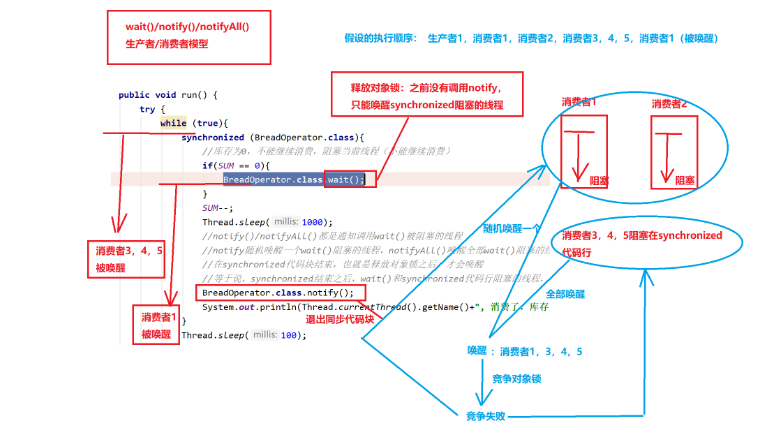 wait()/notify()/notifyAll()
生产者/消费者模型
假设的执行顺序： 生产者1，消费者1，消费者2，消费者3，4，5，消费者1（被唤醒）
释放对象锁：之前没有调用notify，
只能唤醒synchronized阻塞的线程
public void run() {
try {
while (true){
synchronized (BreadOperator.class){
//库存为0，不能继续消费，阻塞当前线程（不能继续消费）
if(SUM == 0){
BreadOperator.class.wait();
}
SUM--;
Thread.sleep( millis: 1000);
//notify()/notifyAll()都是通知调用wait()被阻塞的线程
//notify随机唤醒一个wait()阻塞的线程，notifyAll()唤醒全部wait()阻塞的
//在synchronized代码块结束，也就是释放对象锁之后，才会唤醒
//等于说，synchronized结束之后，wait()和synchronized代码行阻塞的线程，
BreadOperator.class.notify();
System.out.println(Thread.currentThread().getName()+", 消费了，库存
}
Thread.sleep( millis: 100);
消费者3，4，5
被唤醒
消费者1
被唤醒
退出同步代码块
消费者1
消费者2
阻塞
阻塞
随机唤醒一个
消费者3，4，5阻塞在synchronized
代码行
全部唤醒
唤醒：消费者1，3，4，5
竞争对象锁
竞争失败